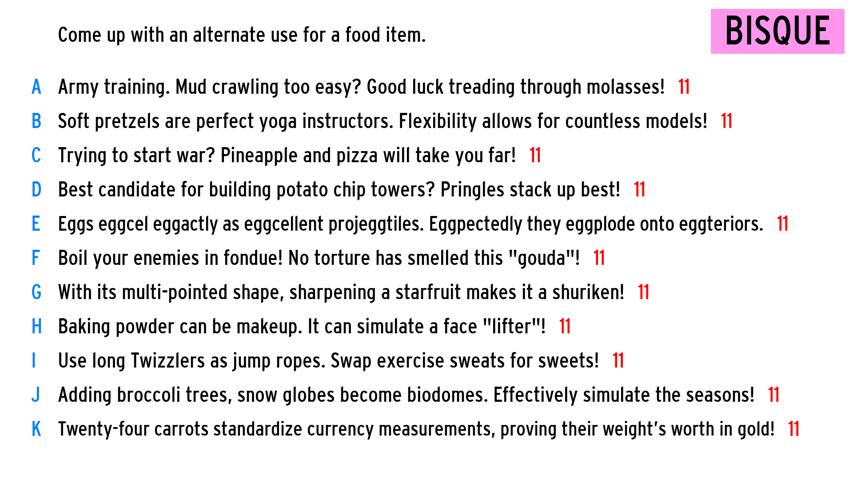 Come up with an alternate use for a food item.
BISQUE
A Army training. Mud crawling too easy? Good luck treading through molasses! 11
B Soft pretzels are perfect yoga instructors. Flexibility allows for countless models! 11
C Trying to start war? Pineapple and pizza will take you far! 11
D Best candidate for building potato chip towers? Pringles stack up best! 11
E Eggs eggcel eggactly as eggcellent projeggtiles. Eggpectedly they eggplode onto eggteriors. 11
F Boil your enemies in fondue! No torture has smelled this "gouda"! 11
G With its multi-pointed shape, sharpening a starfruit makes it a shuriken! 11
H Baking powder can be makeup. It can simulate a face "lifter"! 11
I Use long Twizzlers as jump ropes. Swap exercise sweats for sweets! 11
J Adding broccoli trees, snow globes become biodomes. Effectively simulate the seasons! 11
K Twenty-four carrots standardize currency measurements, proving their weight's worth in gold! 11